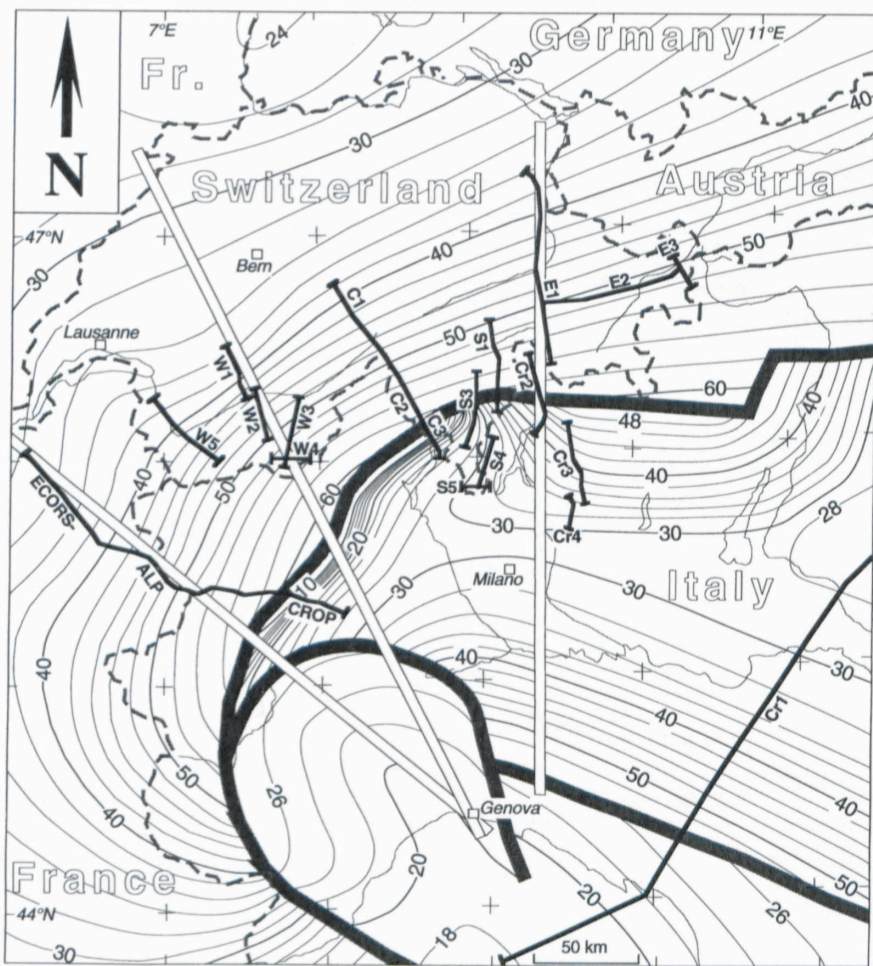 7°E
24
Germany
11°E
Fr.
30
40
N
30
Switzerland
Austria
47°N
Bern
40
50
E3
30
E2
E1
C1
Lausanne
50
S1
W1
Cr2
60
40
W2
W3
C2
S3
48
W5
C3
40
W4
S4
Cr3
40
50
60
S5
ECORS-
30
Cr4
30
28
20
ALP
Milano
Italy
10
30
30
CROP
40
30
40
Cr1
40
50
50
26
Genova
40
40
20
50
France
20
26
44°N
18
30
50 km